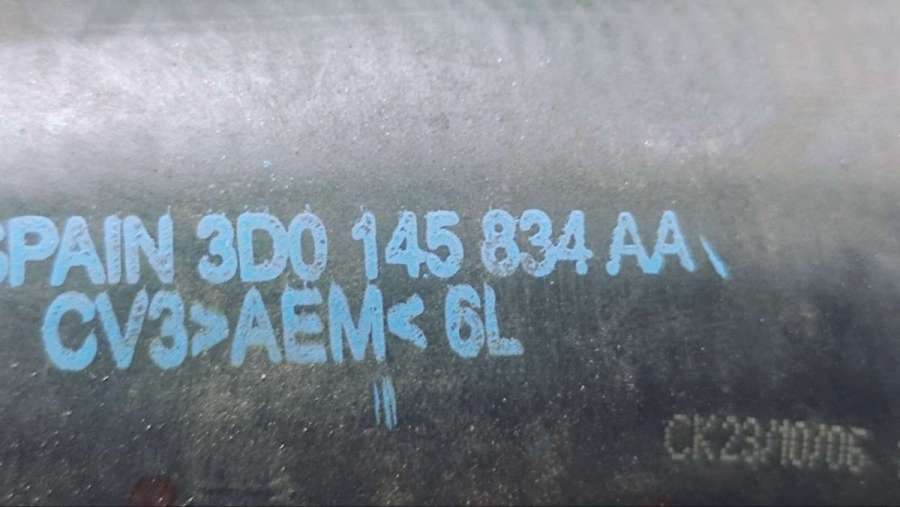 SPAIN 3D0 145 834 AA
CV3>AEM< 6L
CK23/10/06